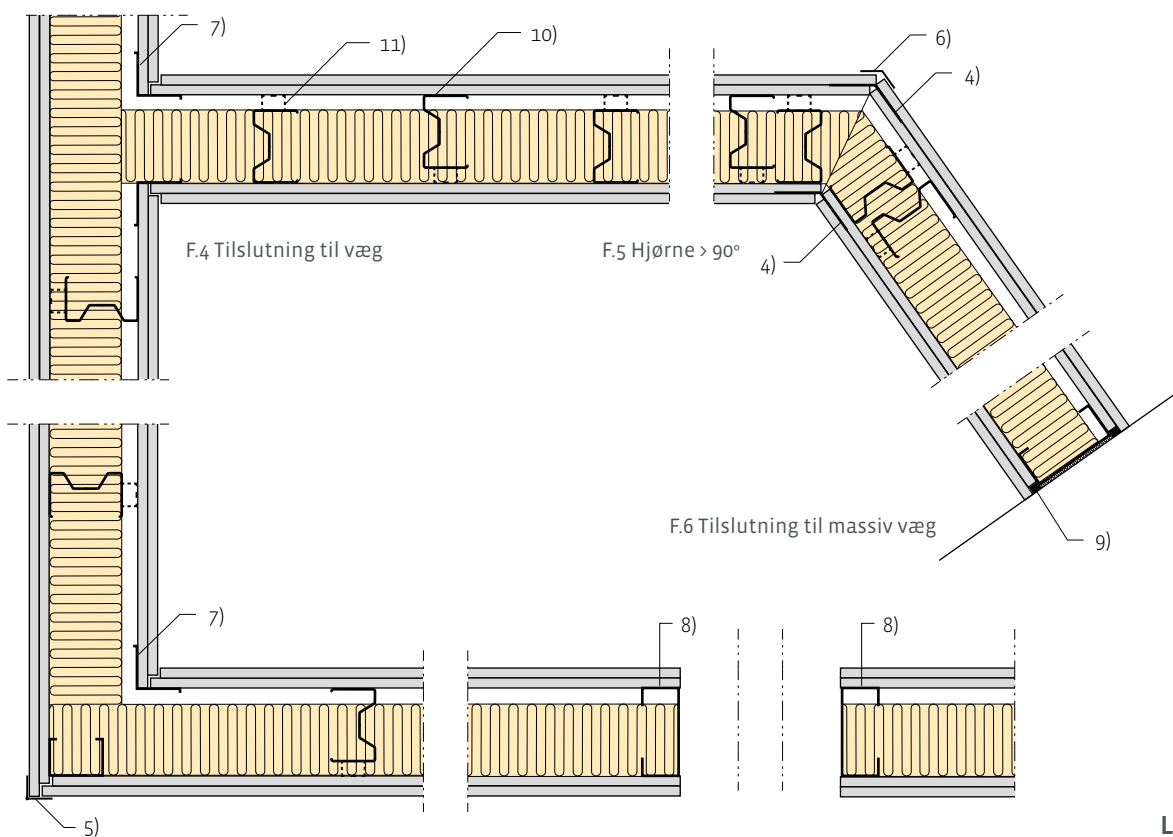 7)
11)
10)
6)
4)
F.4 Tilslutning til væg
F.5 Hjørne > 90°
4)
F.6 Tilslutning til massiv væg
9)
7)
8)
8)
5)
L